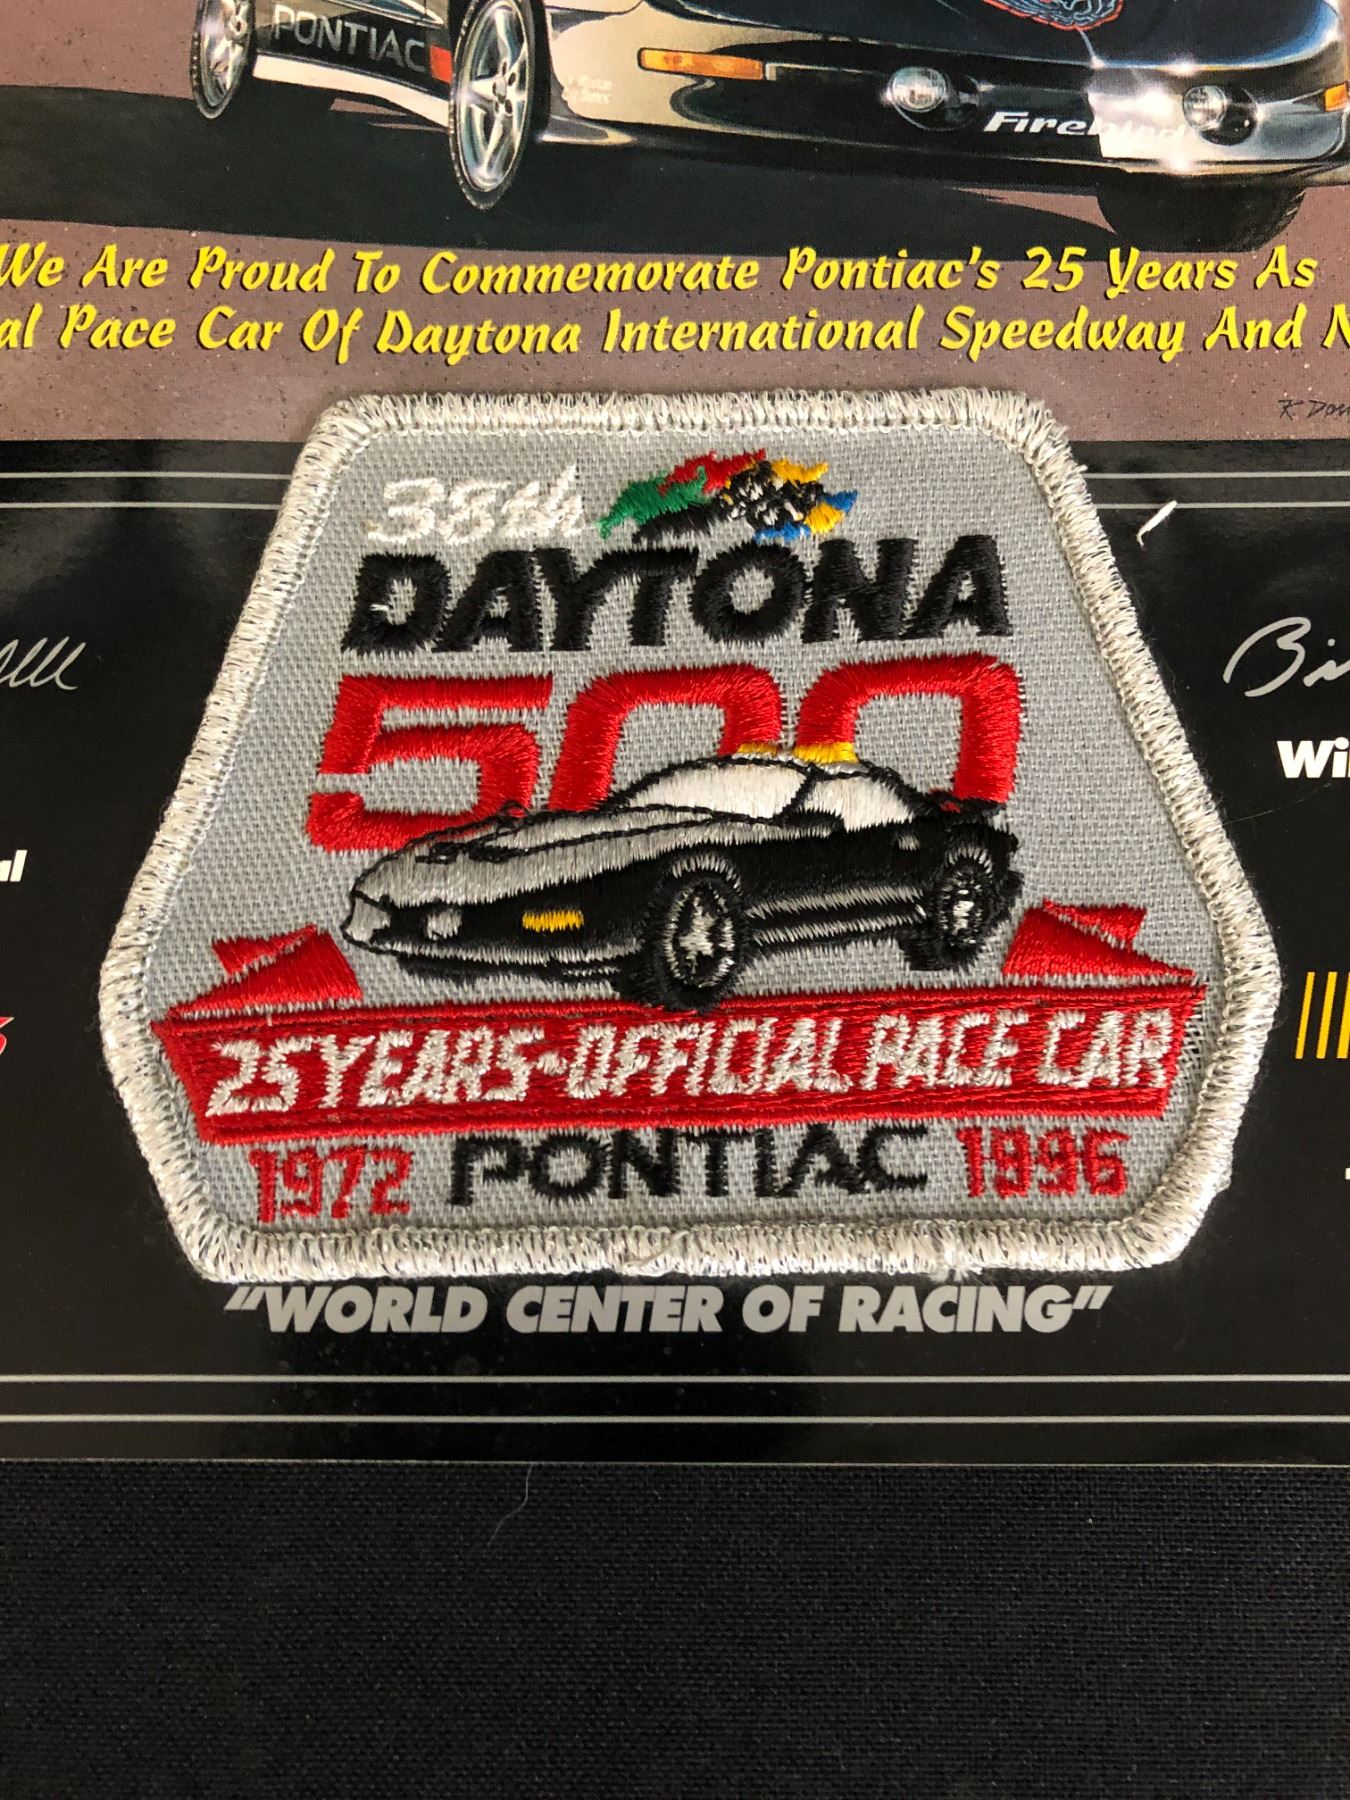 PONTIAC
Firebird
We Are Proud To Commemorate Pontiac's 25 Years As
Pace Car Of Daytona International Speedway And
38th
DAYTONA
500
25 YEARS-OFFICIAL PACE CAR
1972 PONTIAC 1996
"WORLD CENTER OF RACING"